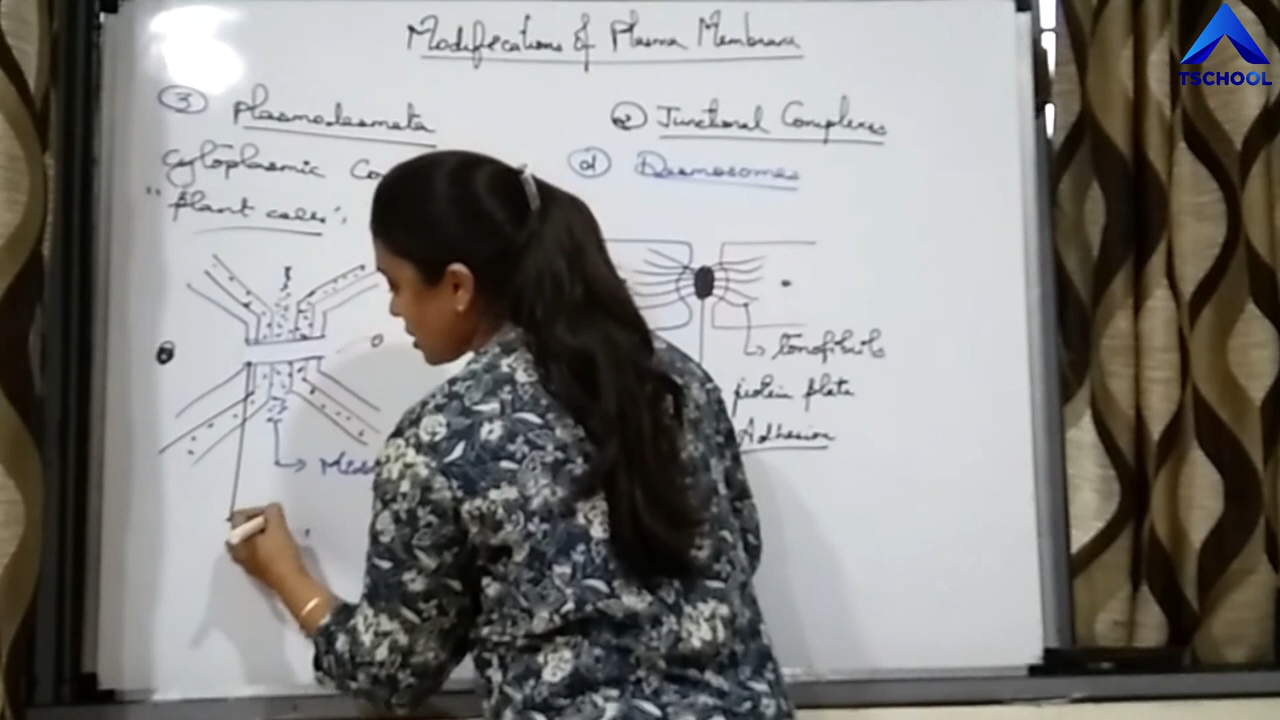 Modifications of Plasma Membrane
③ Plasmodesmata
Cytoplasmic
"Plant cells",
② Junctional Complexes
d) Desmosomes
tonofibrils
protein plate
Adhesion
TSCHOOL